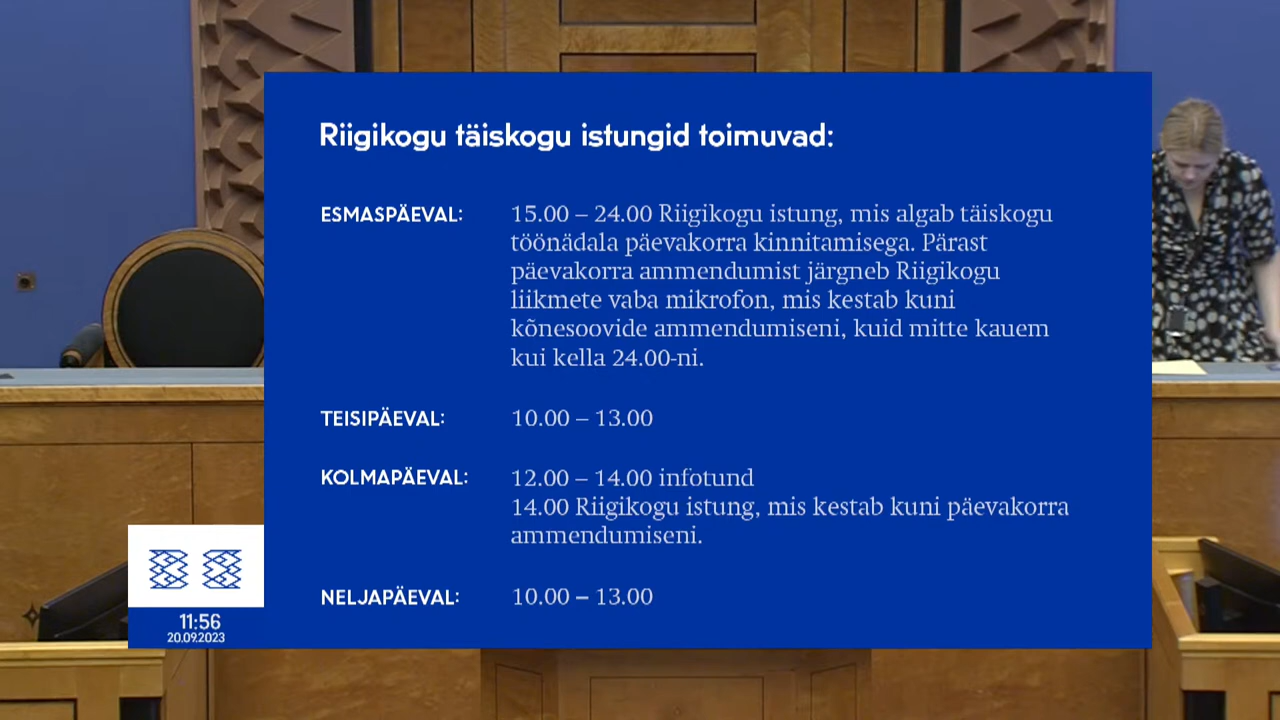 Riigikogu täiskogu istungid toimuvad:
ESMASPÄEVAL:
15.00 – 24.00 Riigikogu istung, mis algab täiskogu
töönädala päevakorra kinnitamisega. Pärast
päevakorra ammendumist järgneb Riigikogu
liikmete vaba mikrofon, mis kestab kuni
kõnesoovide ammendumiseni, kuid mitte kauem
kui kella 24.00-ni.
TEISIPÄEVAL:
10.00 – 13.00
KOLMAPÄEVAL:
12.00 – 14.00 infotund
14.00 Riigikogu istung, mis kestab kuni päevakorra
ammendumiseni.
NELJAPÄEVAL:
10.00 – 13.00
11:56
20.09.2023